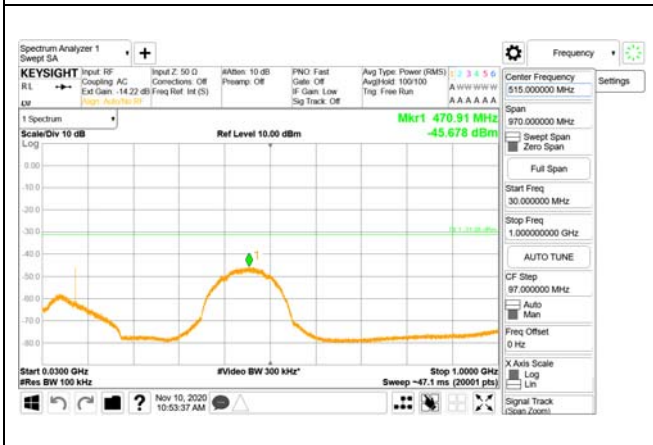 Spectrum Analyzer 1
Swept SA
Frequency
KEYSIGHT
Input: RF
Coupling: AC
Ext Gain: -14.22 dB
Align: Auto/No RF
Input Z: 50 Ω
Corrections: Off
Freq Ref: Int (S)
#Atten: 10 dB
Preamp: Off
PNO: Fast
Gate: Off
IF Gain: Low
Sig Track: Off
Avg Type: Power (RMS)
Avg|Hold: 100/100
Trig: Free Run
1 2 3 4 5 6
A W W W W W
A A A A A A
RL
Settings
1 Spectrum
Scale/Div 10 dB
Ref Level 10.00 dBm
Mkr1 470.91 MHz
-45.678 dBm
Log
0.00
-10.0
-20.0
-30.0
-40.0
-50.0
-60.0
-70.0
-80.0
1
Start 0.0300 GHz
#Res BW 100 kHz
#Video BW 300 kHz*
Stop 1.0000 GHz
Sweep ~47.1 ms (20001 pts)
Center Frequency
515.000000 MHz
Span
970.000000 MHz
Swept Span
Zero Span
Full Span
Start Freq
30.000000 MHz
Stop Freq
1.000000000 GHz
AUTO TUNE
CF Step
97.000000 MHz
Auto
Man
Freq Offset
0 Hz
X Axis Scale
Log
Lin
Signal Track
(Span Zoom)
?
Nov 10, 2020
10:53:37 AM